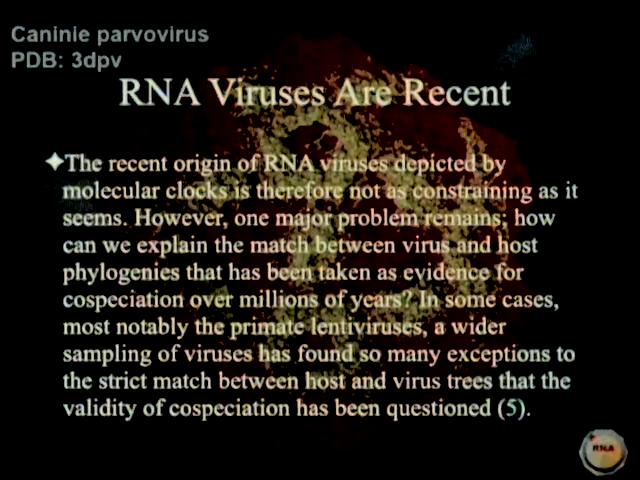 Caninie parvovirus
PDB: 3dpv
RNA Viruses Are Recent
✦The recent origin of RNA viruses depicted by
molecular clocks is therefore not as constraining as it
seems. However, one major problem remains; how
can we explain the match between virus and host
phylogenies that has been taken as evidence for
cospeciation over millions of years? In some cases,
most notably the primate lentiviruses, a wider
sampling of viruses has found so many exceptions to
the strict match between host and virus trees that the
validity of cospeciation has been questioned (5).
RNA